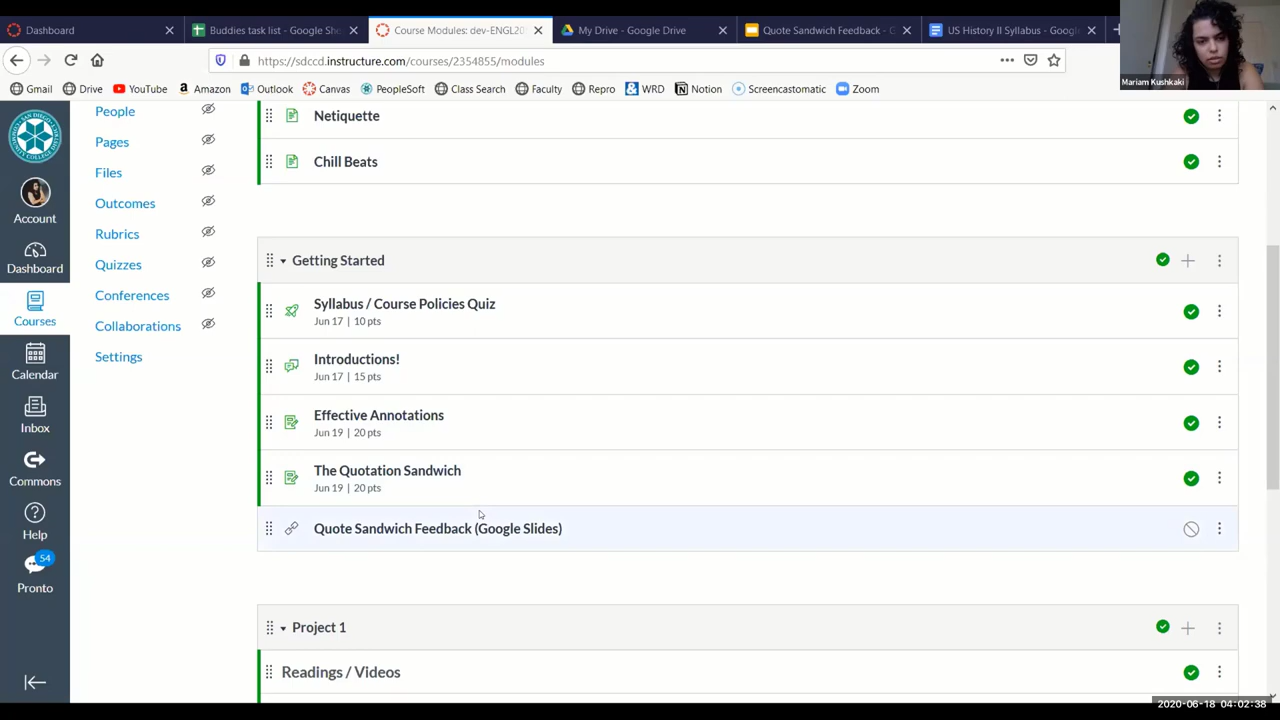 Dashboard
Buddies task list - Google She
Course Modules: dev-ENGL20
My Drive - Google Drive
Quote Sandwich Feedback - G
US History II Syllabus - Googl
https://sdccd.instructure.com/courses/2354855/modules
Mariam Kushkaki
Gmail
Drive
YouTube
Amazon
Outlook
Canvas
PeopleSoft
Job Search
Faculty
Repro
WRD
Notion
Screencastomatic
Zoom
People
Pages
Files
Outcomes
Rubrics
Quizzes
Conferences
Collaborations
Settings
Account
Dashboard
Courses
Calendar
Inbox
Commons
Help
54
Pronto
Netiquette
Chill Beats
Getting Started
Syllabus / Course Policies Quiz
Jun 17 | 10 pts
Introductions!
Jun 17 | 15 pts
Effective Annotations
Jun 19 | 20 pts
The Quotation Sandwich
Jun 19 | 20 pts
Quote Sandwich Feedback (Google Slides)
Project 1
Readings / Videos
2020-06-18 04:02:38